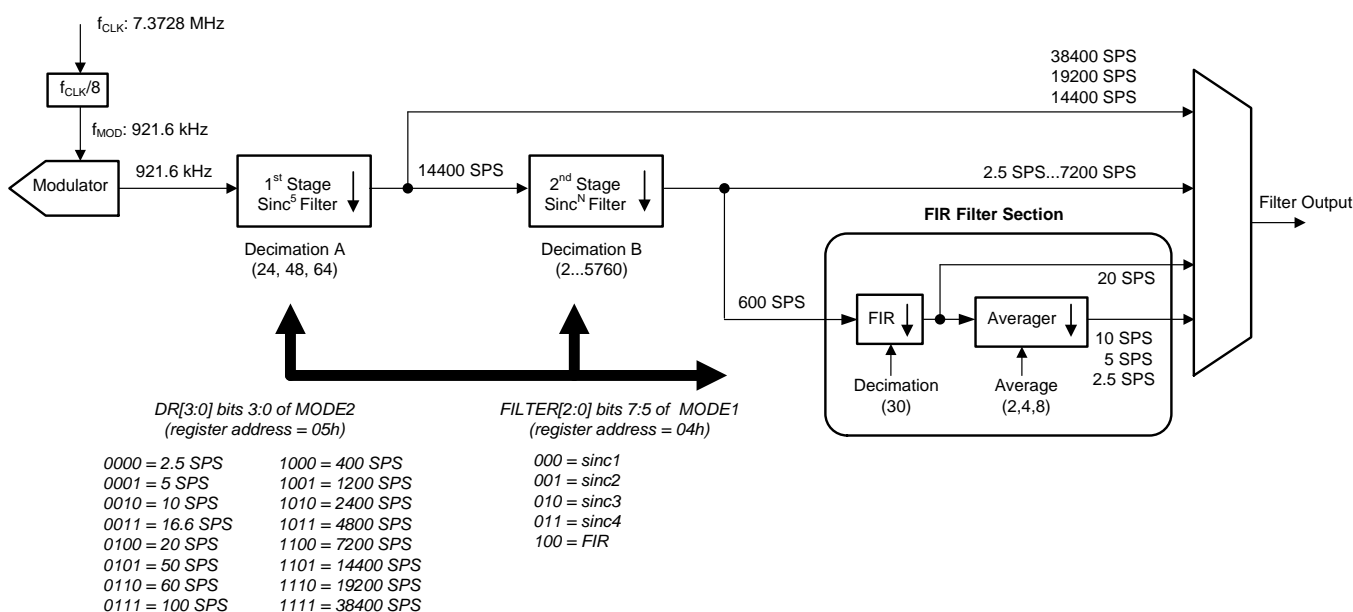 fCLK: 7.3728 MHz
fCLK/8
fMOD: 921.6 kHz
Modulator
921.6 kHz
1st Stage
Sinc5 Filter
Decimation A
(24, 48, 64)
14400 SPS
2nd Stage
SincN Filter
Decimation B
(2...5760)
38400 SPS
19200 SPS
14400 SPS
2.5 SPS...7200 SPS
FIR Filter Section
600 SPS
FIR
Decimation
(30)
Averager
Average
(2,4,8)
20 SPS
10 SPS
5 SPS
2.5 SPS
Filter Output
DR[3:0] bits 3:0 of MODE2
(register address = 05h)
0000 = 2.5 SPS
0001 = 5 SPS
0010 = 10 SPS
0011 = 16.6 SPS
0100 = 20 SPS
0101 = 50 SPS
0110 = 60 SPS
0111 = 100 SPS
1000 = 400 SPS
1001 = 1200 SPS
1010 = 2400 SPS
1011 = 4800 SPS
1100 = 7200 SPS
1101 = 14400 SPS
1110 = 19200 SPS
1111 = 38400 SPS
FILTER[2:0] bits 7:5 of MODE1
(register address = 04h)
000 = sinc1
001 = sinc2
010 = sinc3
011 = sinc4
100 = FIR